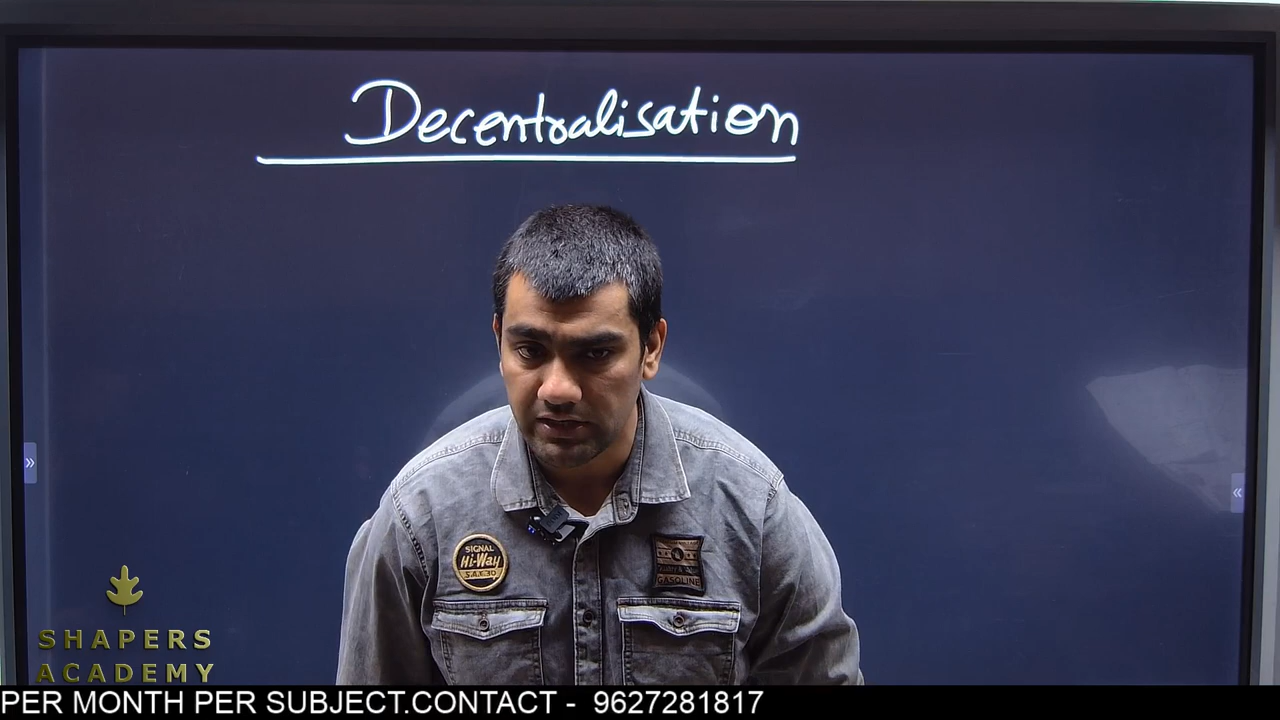 Decentralisation
SIGNAL
Hi-Way
GASOLINE
»
«
SHAPERS
ACADEMY
PER MONTH PER SUBJECT.CONTACT - 9627281817